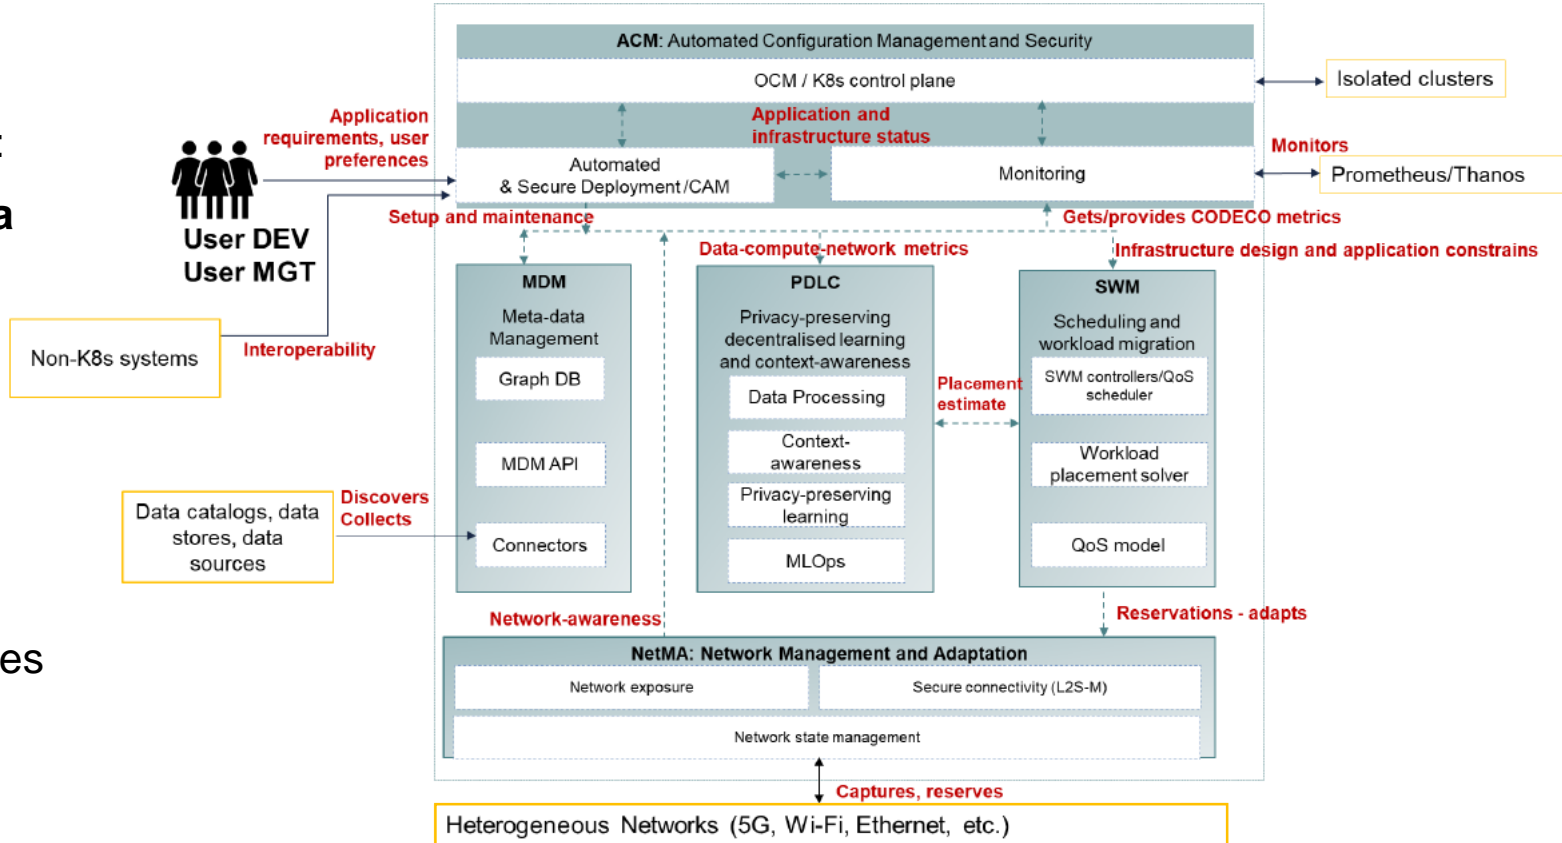 ACM: Automated Configuration Management and Security
OCM / K8s control plane
Isolated clusters
Application
requirements, user
preferences
Application and
infrastructure status
:
Automated
& Secure Deployment /CAM
Monitoring
Monitors
Prometheus/Thanos
a
User DEV
User MGT
Setup and maintenance
Gets/provides CODECO metrics
Data-compute-network metrics
Infrastructure design and application constrains
Non-K8s systems
Interoperability
MDM
Meta-data
Management
Graph DB
MDM API
Connectors
Data catalogs, data
stores, data
sources
Discovers
Collects
PDLC
Privacy-preserving
decentralised learning
and context-awareness
Data Processing
Context-
awareness
Privacy-preserving
learning
MLOps
Placement
estimate
SWM
Scheduling and
workload migration
SWM controllers/QoS
scheduler
Workload
placement solver
QoS model
Network-awareness
Reservations - adapts
es
NetMA: Network Management and Adaptation
Network exposure
Secure connectivity (L2S-M)
Network state management
Captures, reserves
Heterogeneous Networks (5G, Wi-Fi, Ethernet, etc.)